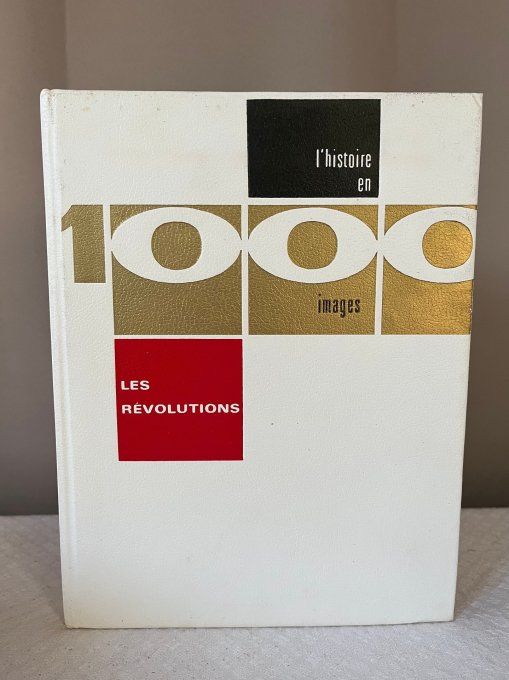 l'histoire
en
1000
images
LES
RÉVOLUTIONS